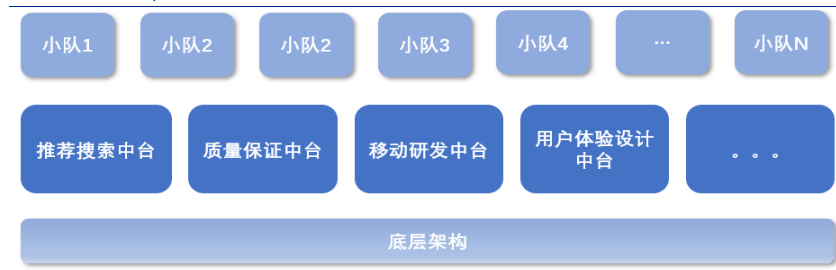 小队1
小队2
小队2
小队3
小队4
...
小队N
推荐搜索中台
质量保证中台
移动研发中台
用户体验设计
中台
。。。
底层架构